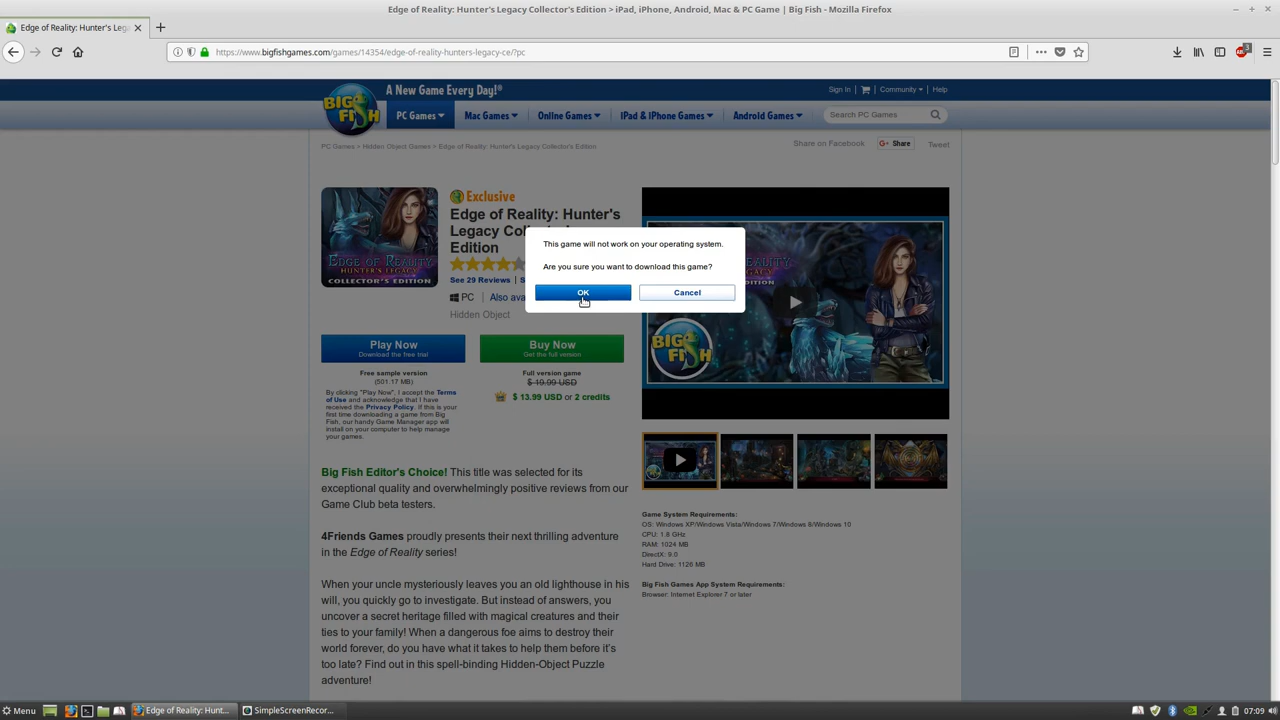 Edge of Reality: Hunter's Legacy Collector's Edition > iPad, iPhone, Android, Mac & PC Game | Big Fish - Mozilla Firefox
Edge of Reality: Hunter's Lega
https://www.bigfishgames.com/games/14354/edge-of-reality-hunters-legacy-ce/?pc
3
BIG FISH
A New Game Every Day!®
Sign In
Community
Help
PC Games
Mac Games
Online Games
iPad & iPhone Games
Android Games
Search PC Games
PC Games > Hidden Object Games > Edge of Reality: Hunter's Legacy Collector's Edition
Share on Facebook
G+ Share
Tweet
Exclusive
Edge of Reality: Hunter's
Legacy
Edition
See 29 Reviews
PC | Also
Hidden Object
EDGE OF REALITY
HUNTER'S LEGACY
COLLECTOR'S EDITION
This game will not work on your operating system.
Are you sure you want to download this game?
OK
Cancel
Play Now
Download the free trial
Buy Now
Get the full version
Free sample version
(501.17 MB)
Full version game
$ 19.99 USD
$ 13.99 USD or 2 credits
By clicking "Play Now", I accept the Terms
of Use and acknowledge that I have
received the Privacy Policy. If this is your
first time downloading a game from Big
Fish, our handy Game Manager app will
install on your computer to help manage
your games.
BIG FISH
Big Fish Editor's Choice! This title was selected for its
exceptional quality and overwhelmingly positive reviews from our
Game Club beta testers.
4Friends Games proudly presents their next thrilling adventure
in the Edge of Reality series!
When your uncle mysteriously leaves you an old lighthouse in his
will, you quickly go to investigate. But instead of answers, you
uncover a secret heritage filled with magical creatures and their
ties to your family! When a dangerous foe aims to destroy their
world forever, do you have what it takes to help them before it's
too late? Find out in this spell-binding Hidden-Object Puzzle
adventure!
Game System Requirements:
OS: Windows XP/Windows Vista/Windows 7/Windows 8/Windows 10
CPU: 1.8 GHz
RAM: 1024 MB
DirectX: 9.0
Hard Drive: 1126 MB
Big Fish Games App System Requirements:
Browser: Internet Explorer 7 or later
Menu
Edge of Reality: Hunt...
SimpleScreenRecor...
07:09